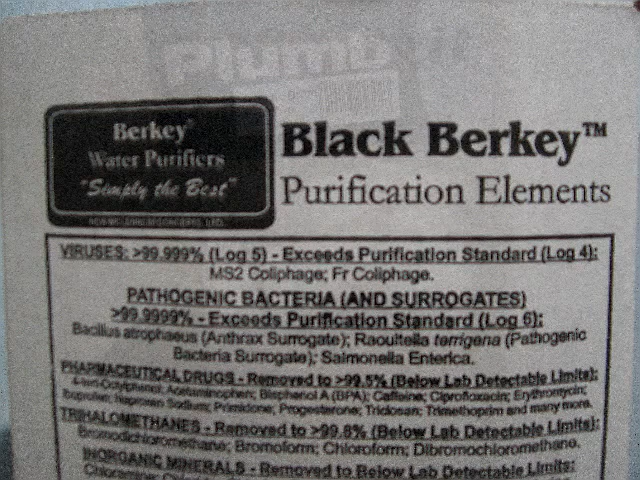 Plumb
Berkey®
Water Purifiers
"Simply the Best"
Black Berkey™
Purification Elements
VIRUSES: >99.999% (Log 5) - Exceeds Purification Standard (Log 4):
MS2 Coliphage; Fr Coliphage.
PATHOGENIC BACTERIA (AND SURROGATES)
>99.9999% - Exceeds Purification Standard (Log 6):
Bacillus atrophaeus (Anthrax Surrogate); Raoultella terrigena (Pathogenic
Bacteria Surrogate); Salmonella Enterica.
PHARMACEUTICAL DRUGS - Removed to >99.5% (Below Lab Detectable Limits):
Acetaminophen; Bisphenol A (BPA); Caffeine; Ciprofloxacin; Erythromycin;
Ibuprofen; Naproxen Sodium; Primidone; Progesterone; Triclosan; Trimethoprim and many more.
TRIHALOMETHANES - Removed to >99.8% (Below Lab Detectable Limits):
Bromodichloromethane; Bromoform; Chloroform; Dibromochloromethane.
INORGANIC MINERALS - Removed to Below Lab Detectable Limits: